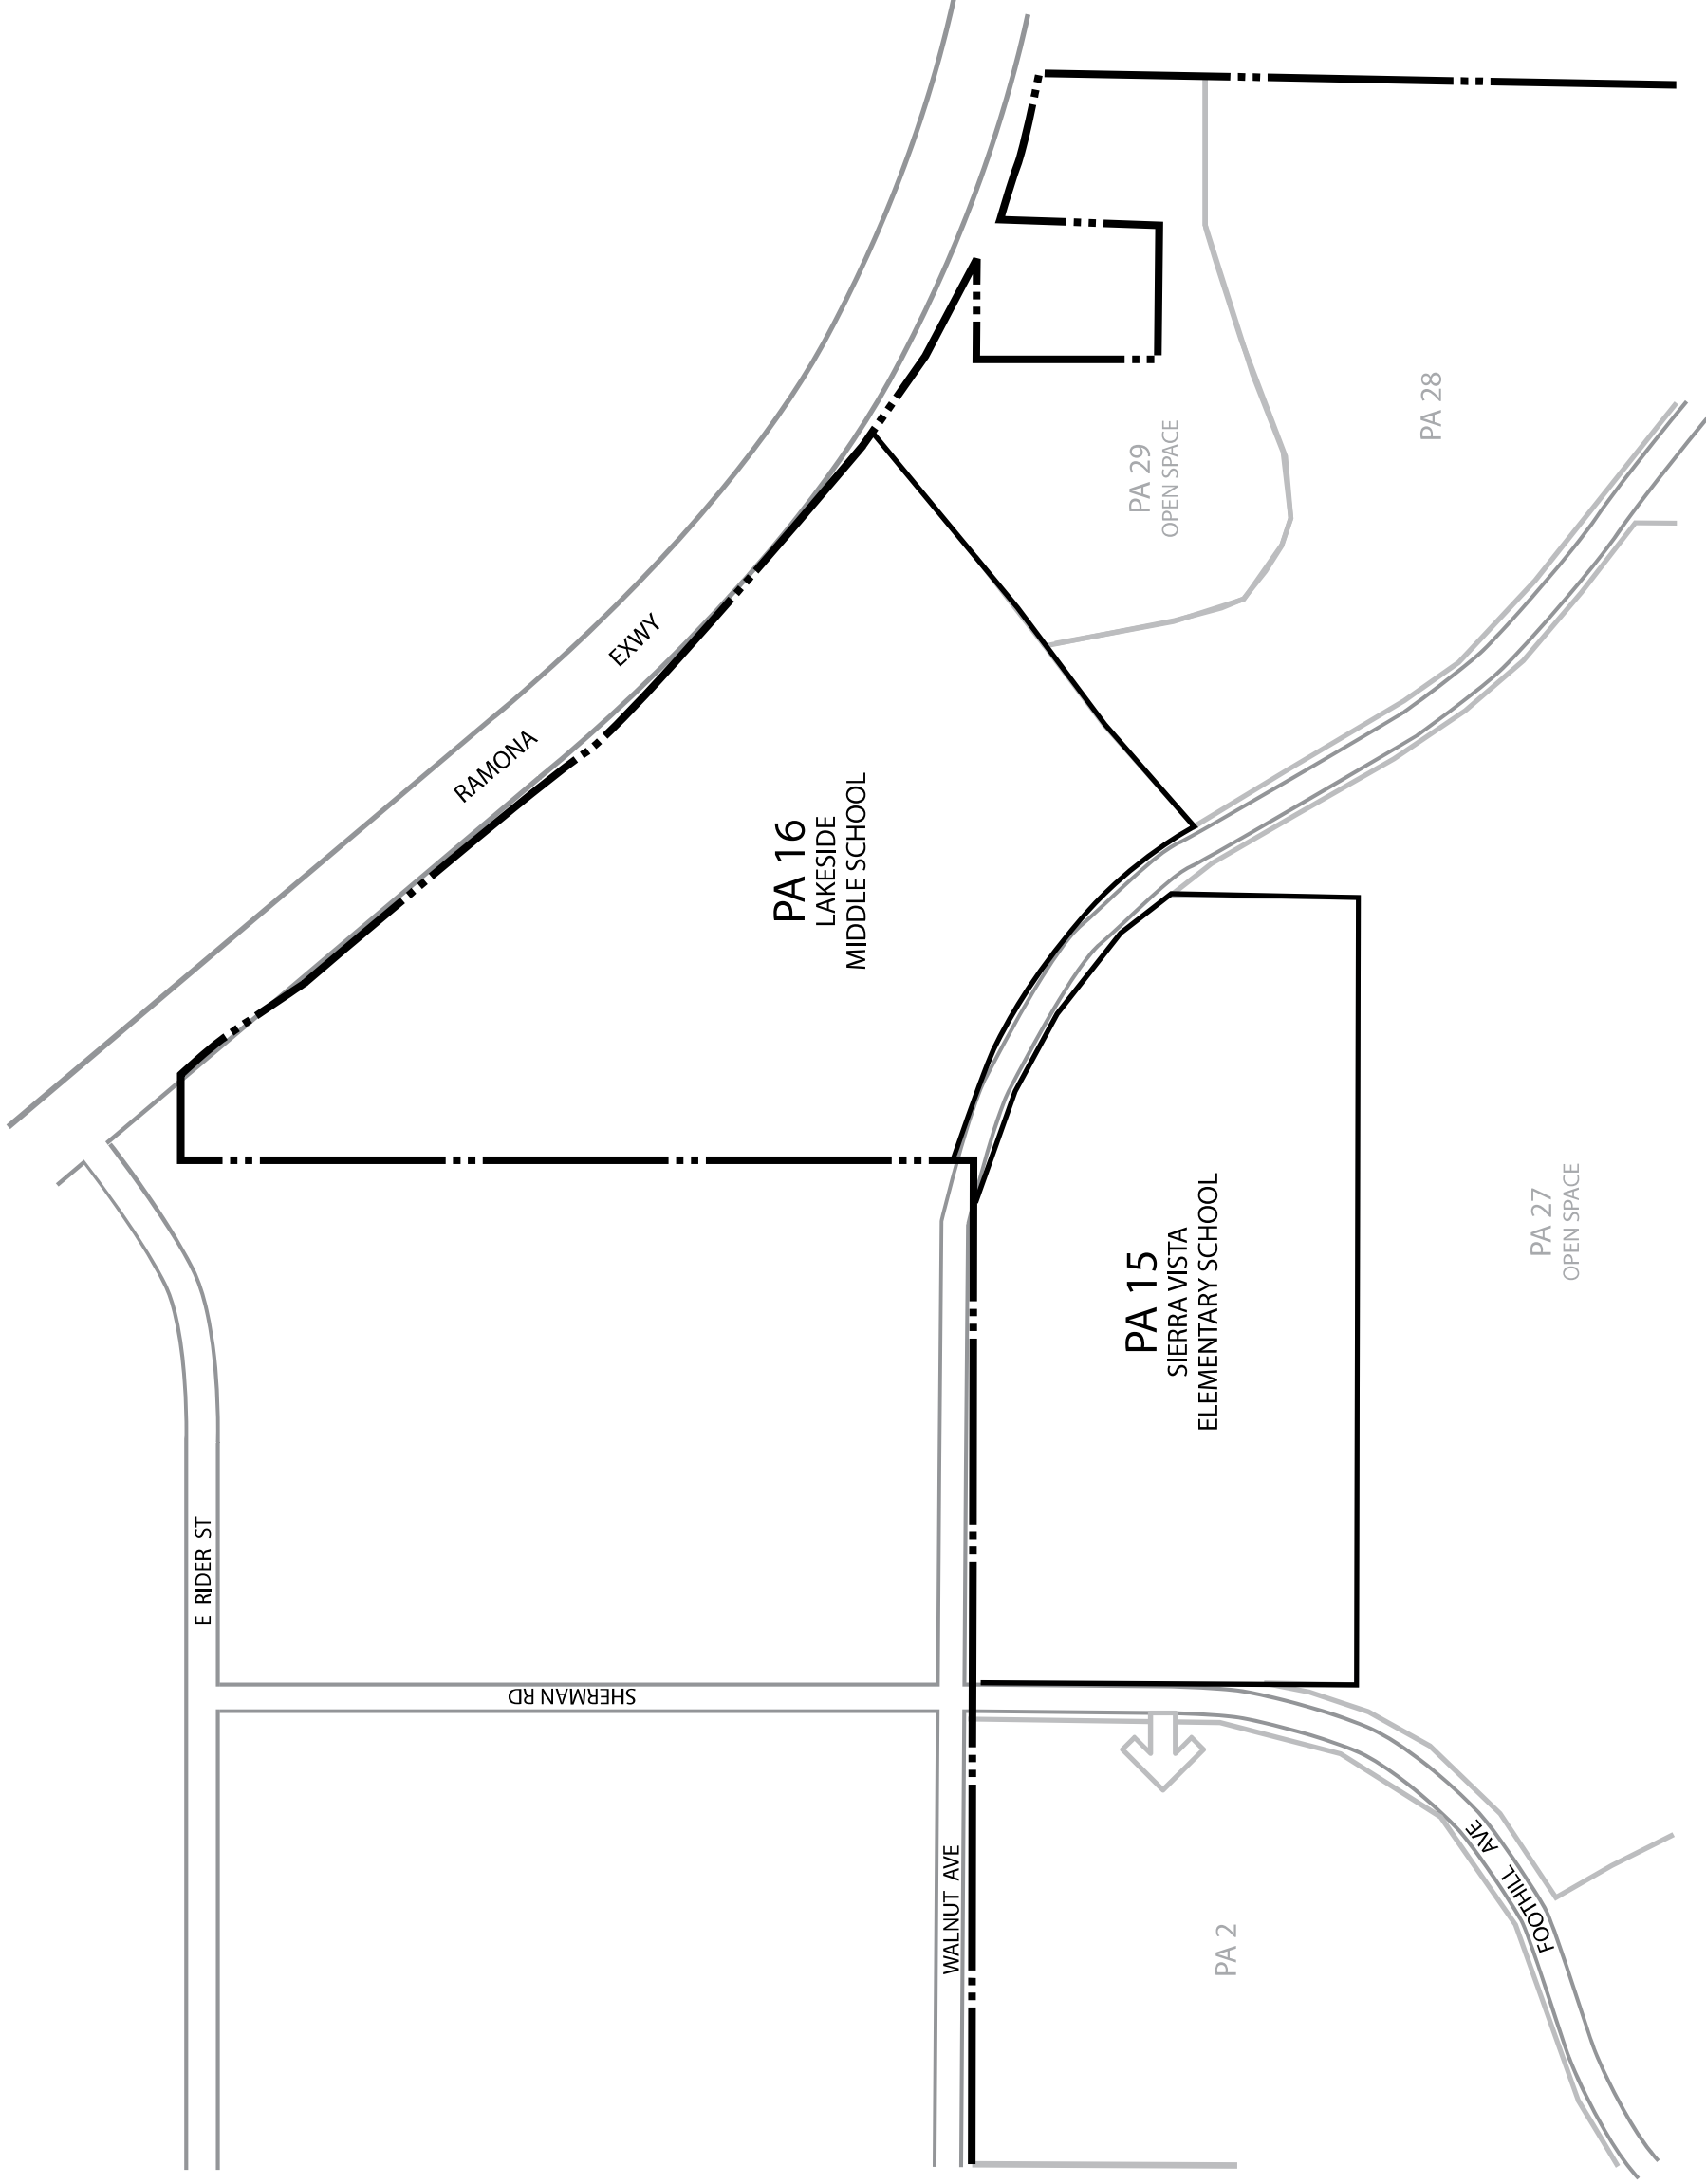 RAMONA EXWY
PA 16
LAKESIDE
MIDDLE SCHOOL
PA 29
OPEN SPACE
PA 28
PA 15
SIERRA VISTA
ELEMENTARY SCHOOL
PA 27
OPEN SPACE
E RIDER ST
SHERMAN RD
WALNUT AVE
PA 2
FOOTHILL AVE